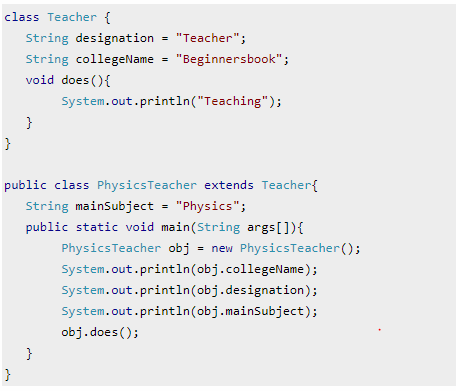 class Teacher {
   String designation = "Teacher";
   String collegeName = "Beginnersbook";
   void does(){
        System.out.println("Teaching");
   }
}

public class PhysicsTeacher extends Teacher{
   String mainSubject = "Physics";
   public static void main(String args[]){
        PhysicsTeacher obj = new PhysicsTeacher();
        System.out.println(obj.collegeName);
        System.out.println(obj.designation);
        System.out.println(obj.mainSubject);
        obj.does();
   }
}